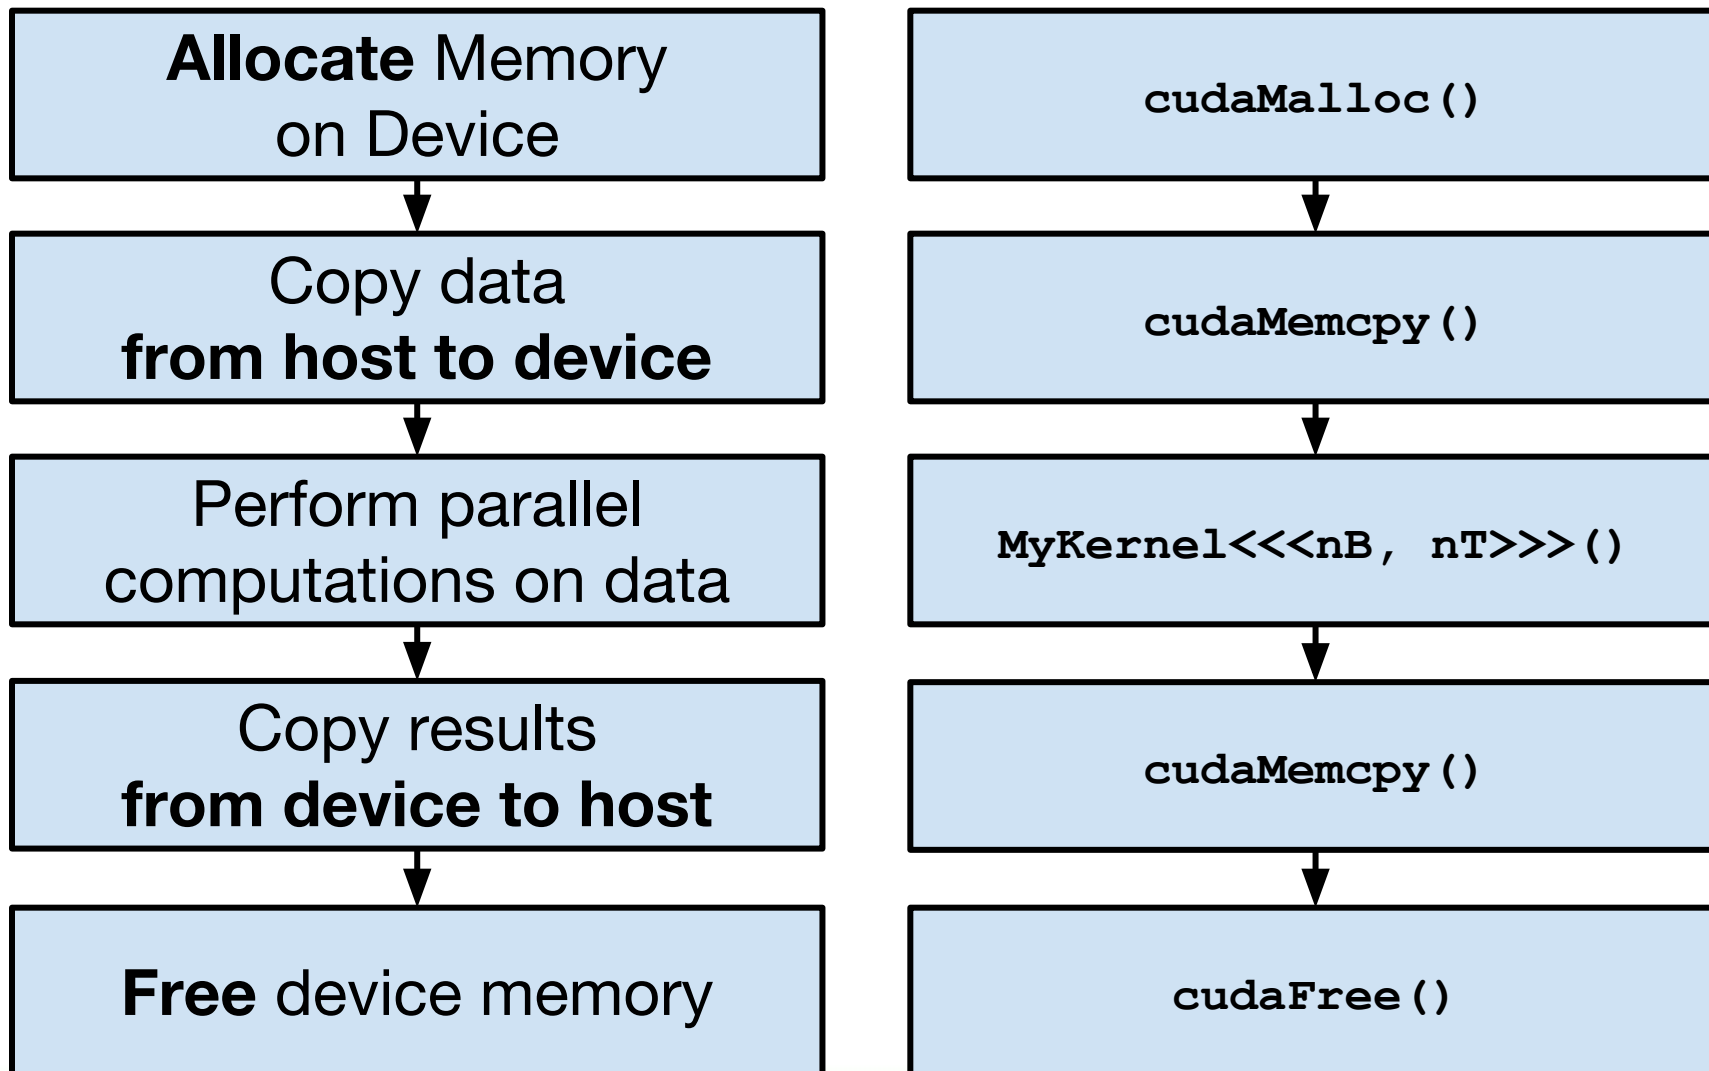 Allocate Memory
on Device
cudaMalloc()
Copy data
from host to device
cudaMemcpy()
Perform parallel
computations on data
MyKernel<<<nB, nT>>>()
Copy results
from device to host
cudaMemcpy()
Free device memory
cudaFree()